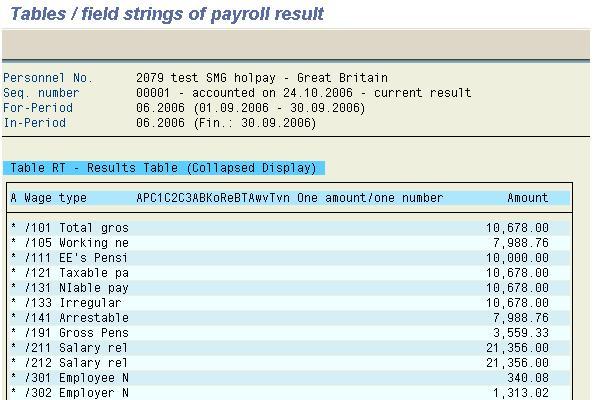 Tables / field strings of payroll result
Personnel No. 2079 test SMG holpay - Great Britain
Seq. number 00001 - accounted on 24.10.2006 - current result
For-Period 06.2006 (01.09.2006 - 30.09.2006)
In-Period 06.2006 (Fin.: 30.09.2006)
Table RT - Results Table (Collapsed Display)
A Wage type APC1C2C3ABKoReBTAwvTvn One amount/one number Amount
* /101 Total gros 10,678.00
* /105 Working ne 7,988.76
* /111 EE's Pensi 10,000.00
* /121 Taxable pa 10,678.00
* /131 NIable pay 10,678.00
* /133 Irregular 10,678.00
* /141 Arrestable 7,988.76
* /191 Gross Pens 3,559.33
* /211 Salary rel 21,356.00
* /212 Salary rel 21,356.00
* /301 Employee N 340.08
* /302 Employer N 1,313.02